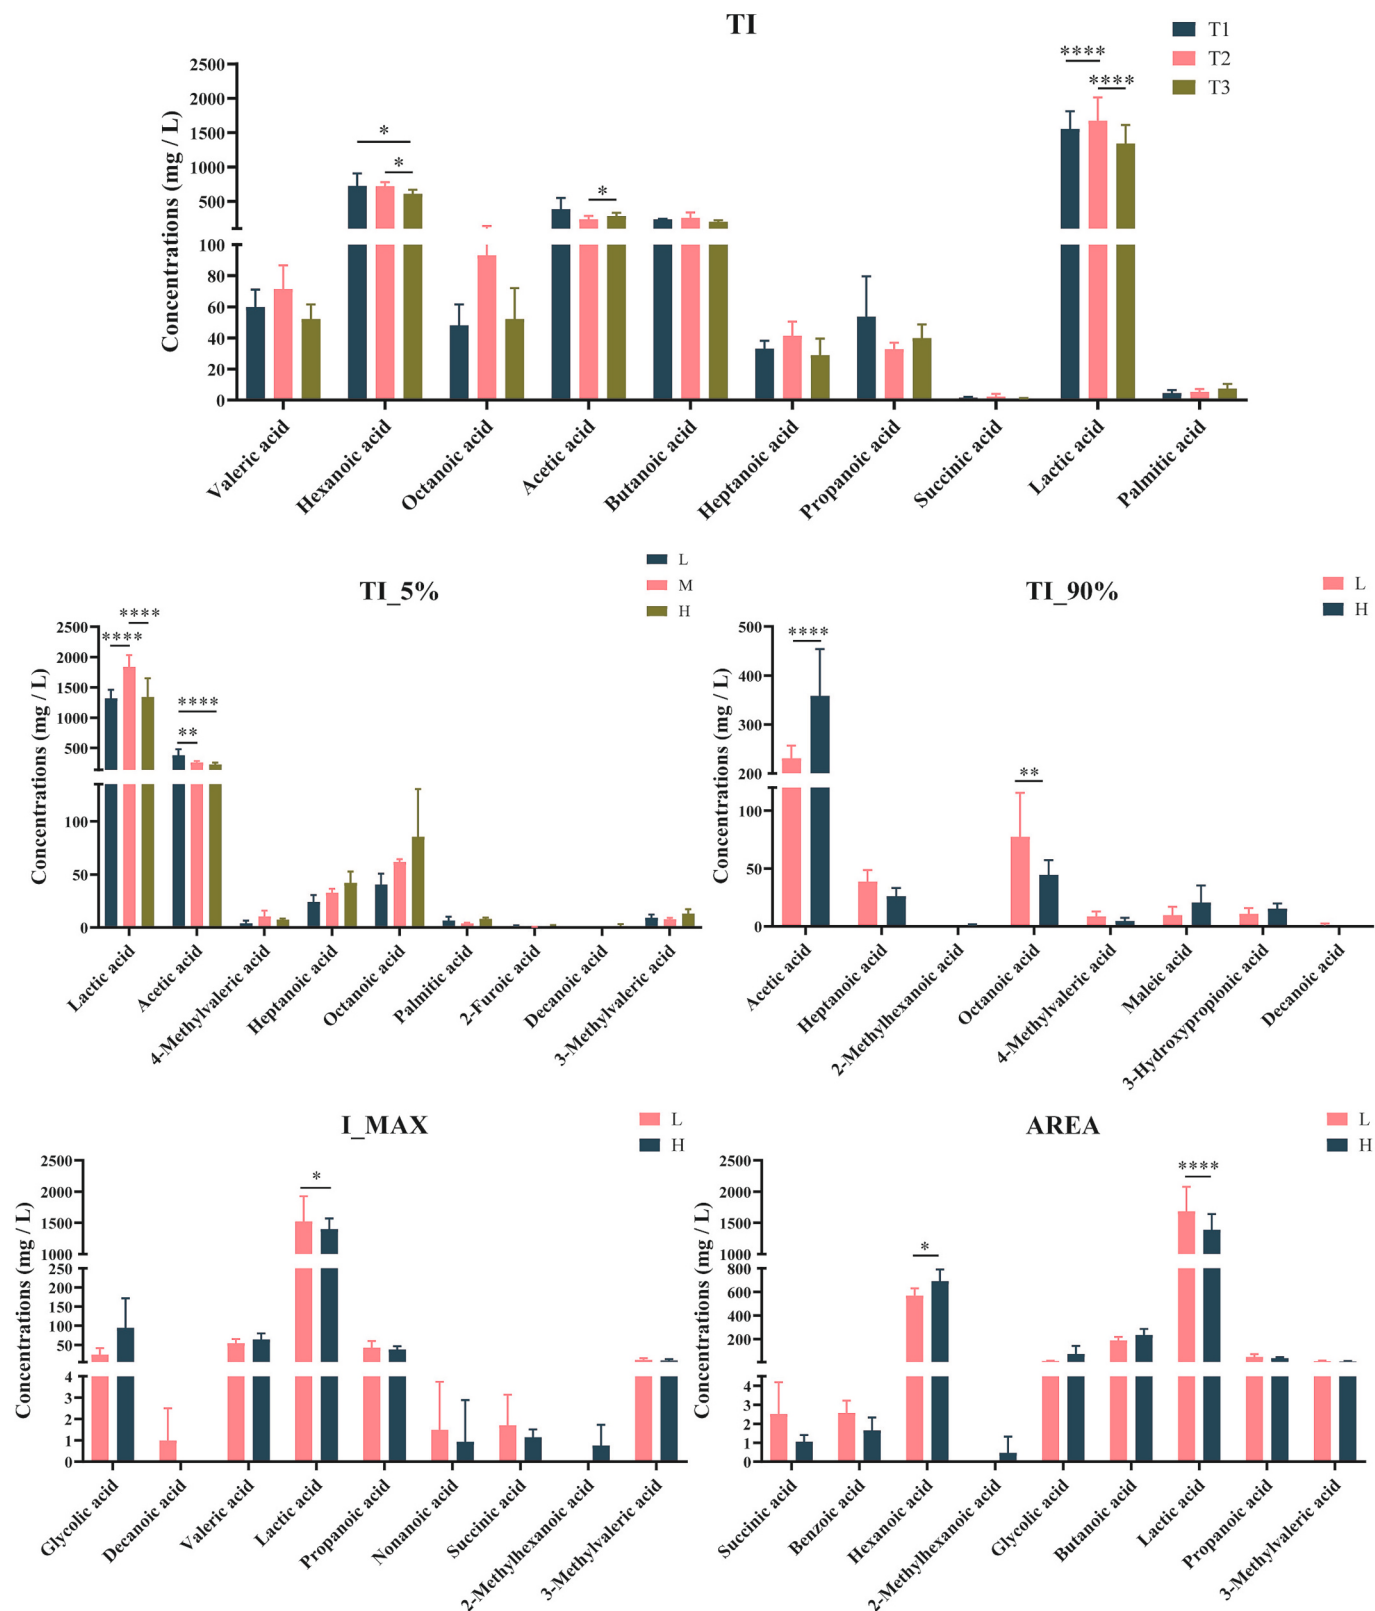 TI
T1
T2
T3
Concentrations (mg / L)
2500
2000
1500
1000
500
100
80
60
40
20
0
*
*
*
****
****
Valeric acid
Hexanoic acid
Octanoic acid
Acetic acid
Butanoic acid
Heptanoic acid
Propanoic acid
Succinic acid
Lactic acid
Palmitic acid
TI_5%
L
M
H
Concentrations (mg / L)
2500
2000
1500
1000
500
100
50
0
****
****
****
**
Lactic acid
Acetic acid
4-Methylvaleric acid
Heptanoic acid
Octanoic acid
Palmitic acid
2-Furoic acid
Decanoic acid
3-Methylvaleric acid
TI_90%
L
H
Concentrations (mg / L)
500
400
300
200
100
50
0
****
**
Acetic acid
Heptanoic acid
2-Methylhexanoic acid
Octanoic acid
4-Methylvaleric acid
Maleic acid
3-Hydroxypropionic acid
Decanoic acid
I_MAX
L
H
Concentrations (mg / L)
2500
2000
1500
1000
250
200
150
100
50
4
3
2
1
0
*
Glycolic acid
Decanoic acid
Valeric acid
Lactic acid
Propanoic acid
Nonanoic acid
Succinic acid
2-Methylhexanoic acid
3-Methylvaleric acid
AREA
L
H
Concentrations (mg / L)
2500
2000
1500
1000
800
600
400
200
4
3
2
1
0
*
****
Succinic acid
Benzoic acid
Hexanoic acid
2-Methylhexanoic acid
Glycolic acid
Butanoic acid
Lactic acid
Propanoic acid
3-Methylvaleric acid